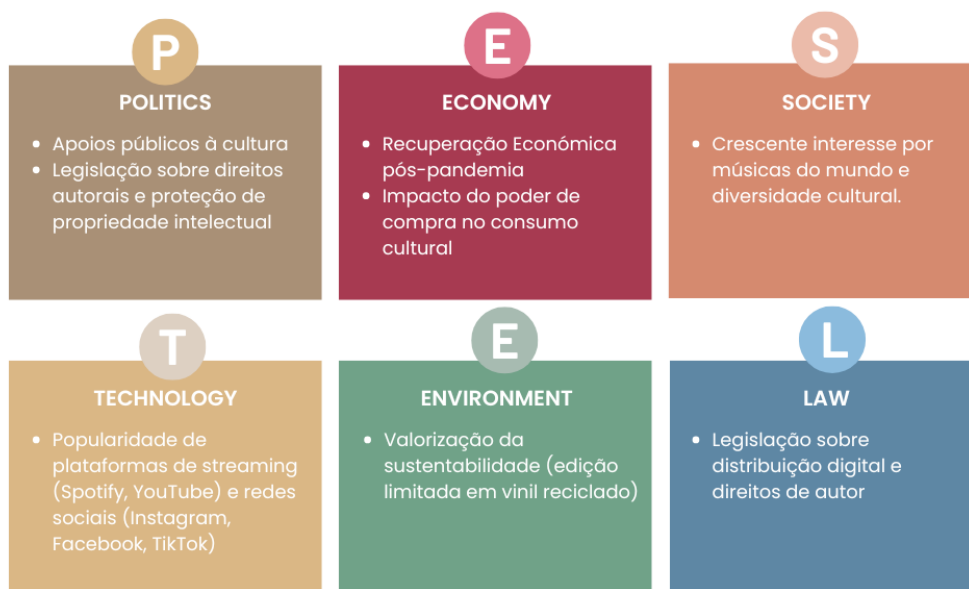 P
POLITICS
• Apoios públicos à cultura
• Legislação sobre direitos
autorais e proteção de
propriedade intelectual
E
ECONOMY
• Recuperação Económica
pós-pandemia
• Impacto do poder de
compra no consumo
cultural
S
SOCIETY
• Crescente interesse por
músicas do mundo e
diversidade cultural.
T
TECHNOLOGY
• Popularidade de
plataformas de streaming
(Spotify, YouTube) e redes
sociais (Instagram,
Facebook, TikTok)
E
ENVIRONMENT
• Valorização da
sustentabilidade (edição
limitada em vinil reciclado)
L
LAW
• Legislação sobre
distribuição digital e
direitos de autor